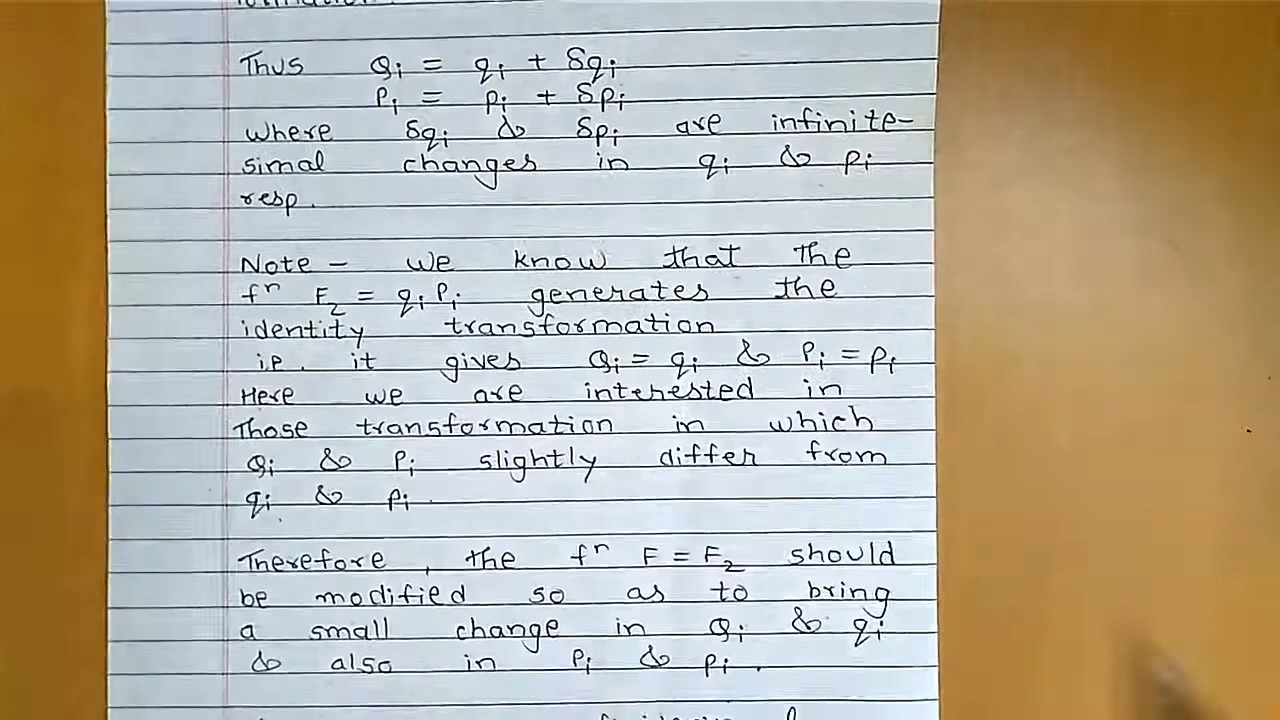 Thus Qi = qi + δqi
Pi = pi + δpi
where δqi & δpi are infinite-
simal changes in qi & pi
resp.
Note - we know that the
fⁿ F₂ = qi Pi generates the
identity transformation
i.e. it gives Qi = qi & Pi = pi
Here we are interested in
Those transformation in which
Qi & Pi slightly differ from
qi & pi.
Therefore, the fⁿ F = F₂ should
be modified so as to bring
a small change in Qi & qi
& also in Pi & pi.